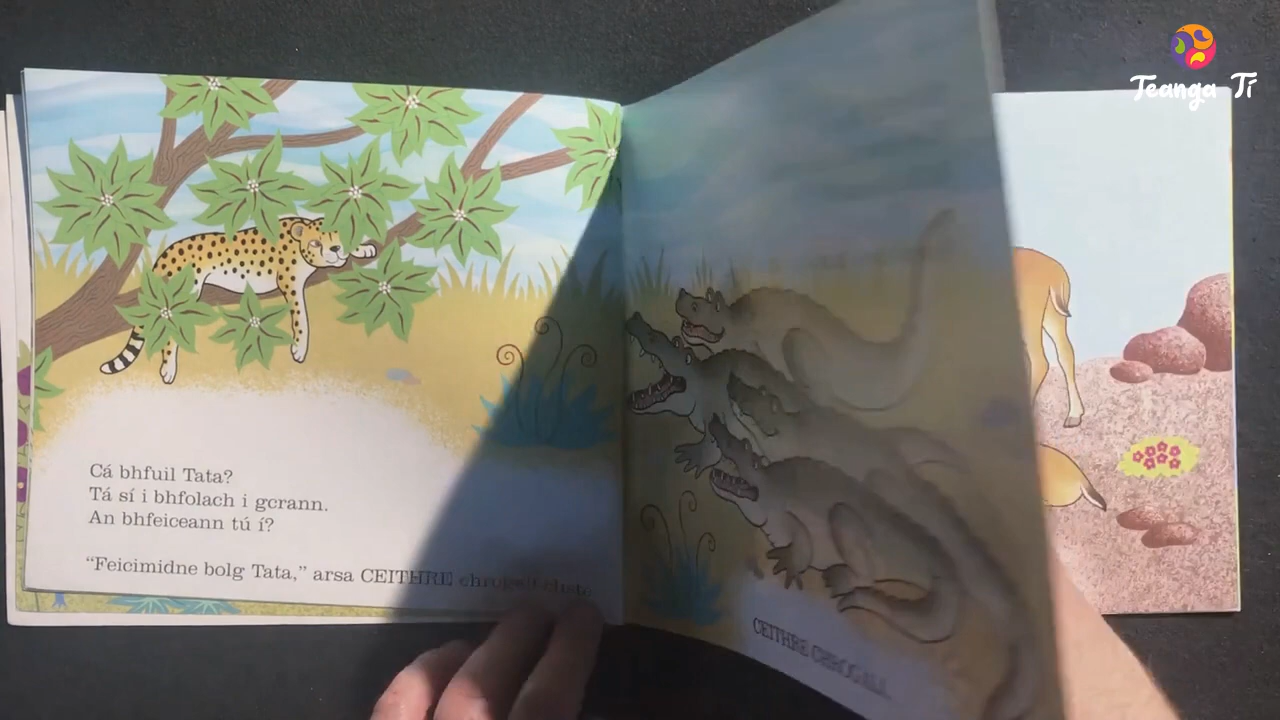 Teanga Tí
Cá bhfuil Tata?
Tá sí i bhfolach i gcrann.
An bhfeiceann tú í?
“Feicimidne bolg Tata,” arsa CEITHRE chrogall cliste.
CEITHRE CHROGALL